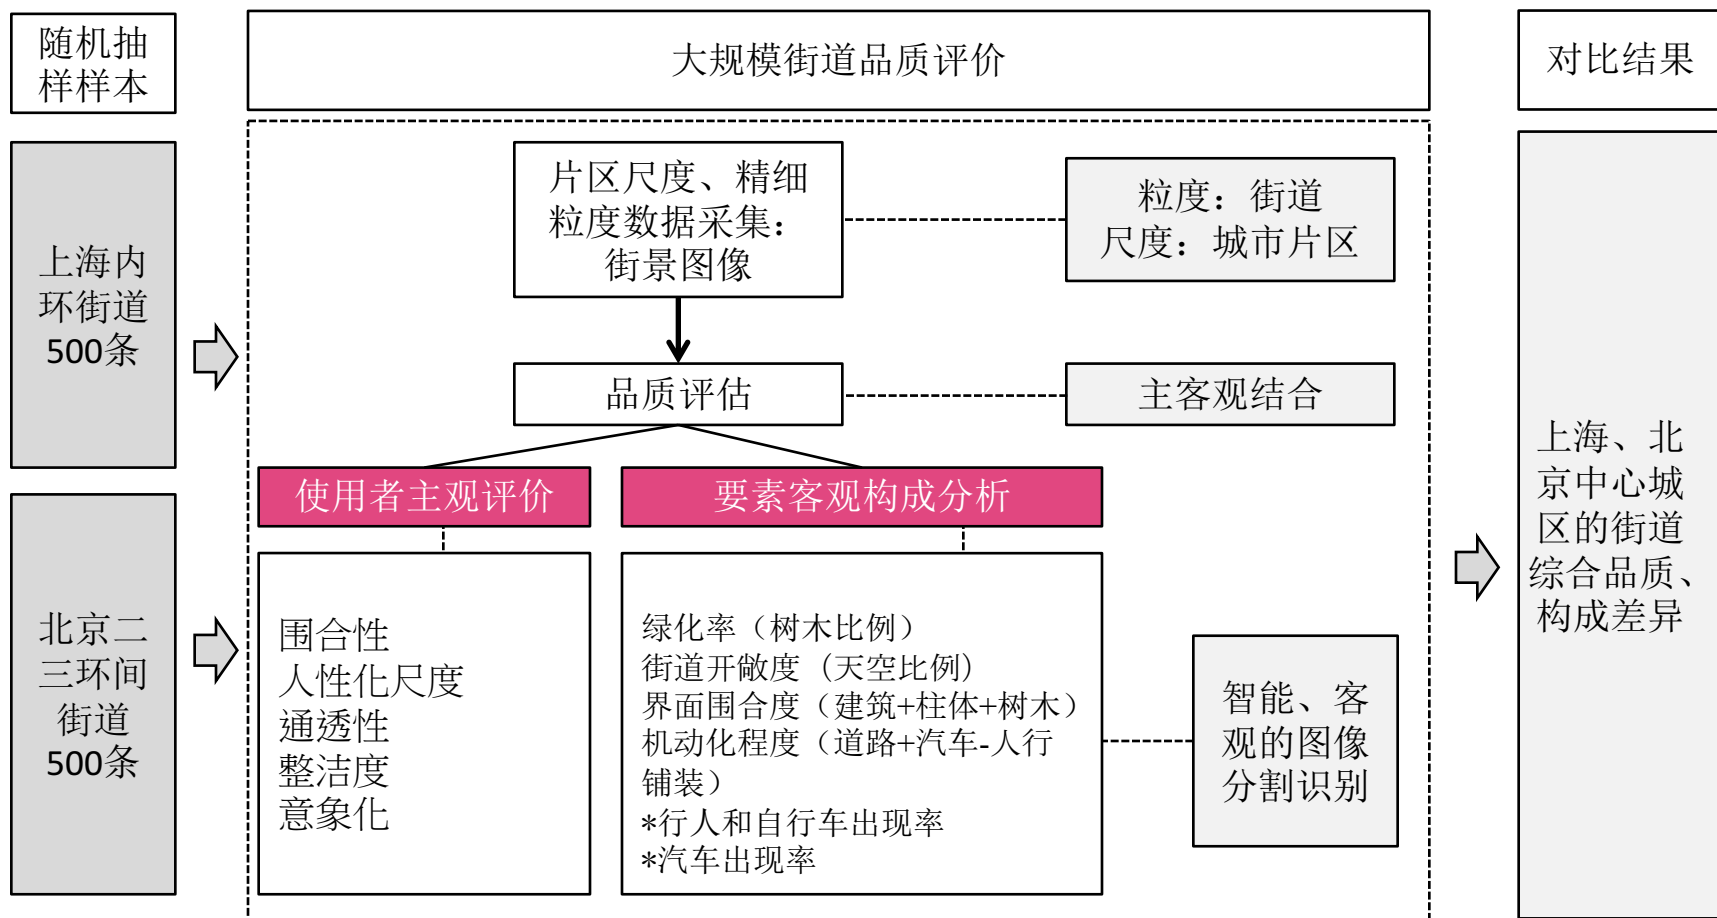 随机抽
样样本
大规模街道品质评价
对比结果
上海内
环街道
500条
北京二
三环间
街道
500条
片区尺度、精细
粒度数据采集：
街景图像
粒度：街道
尺度：城市片区
品质评估
主客观结合
使用者主观评价
要素客观构成分析
围合性
人性化尺度
通透性
整洁度
意象化
绿化率（树木比例）
街道开敞度（天空比例）
界面围合度（建筑+柱体+树木）
机动化程度（道路+汽车-人行
铺装）
*行人和自行车出现率
*汽车出现率
智能、客
观的图像
分割识别
上海、北
京中心城
区的街道
综合品质、
构成差异